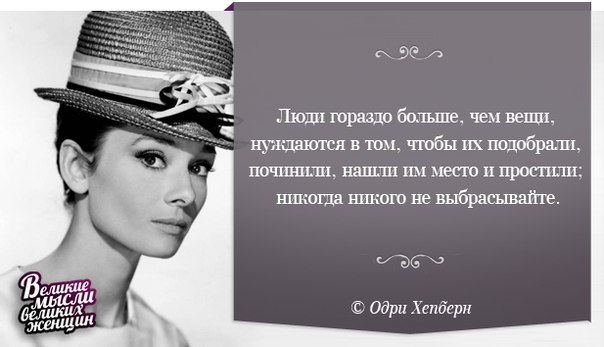 Люди гораздо больше, чем вещи,
нуждаются в том, чтобы их подобрали,
починили, нашли им место и простили;
никогда никого не выбрасывайте.
© Одри Хепберн
Великие
мысли
великих
женщин